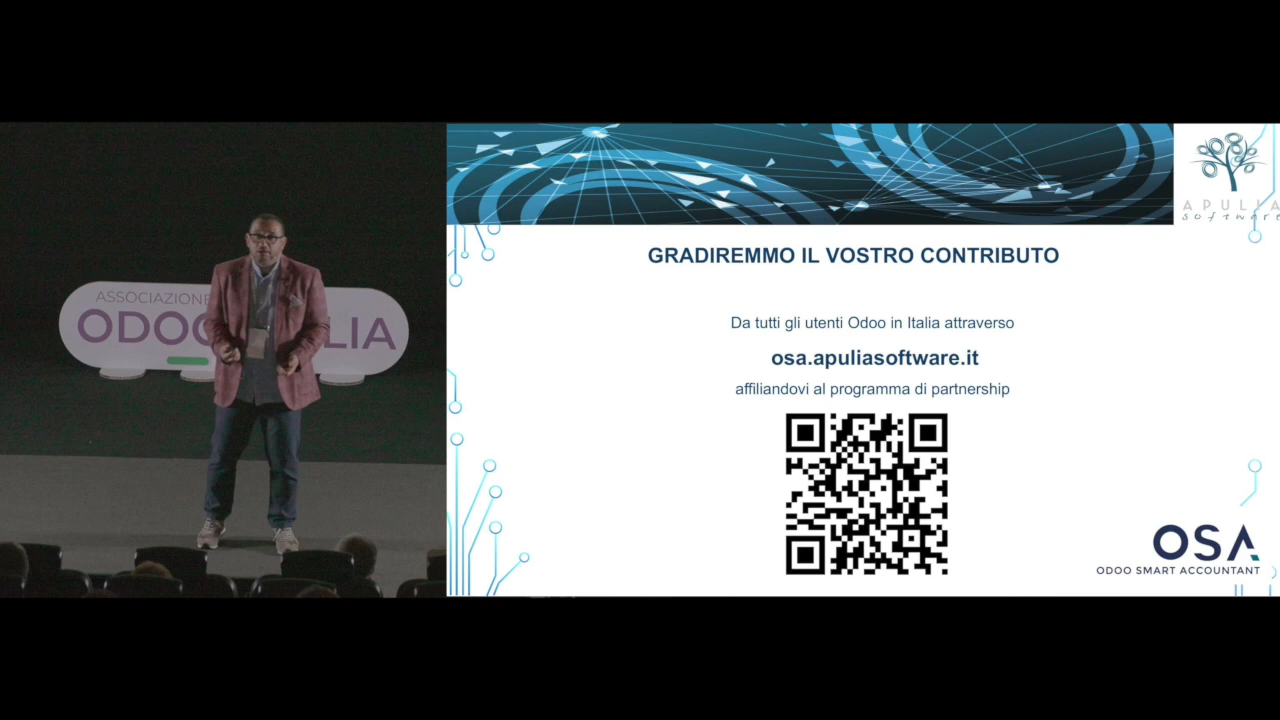 ASSOCIAZIONE
ODOO
LIA
APULIA
software
GRADIREMMO IL VOSTRO CONTRIBUTO
Da tutti gli utenti Odoo in Italia attraverso
osa.apuliasoftware.it
affiliandovi al programma di partnership
OSA
ODOO SMART ACCOUNTANT